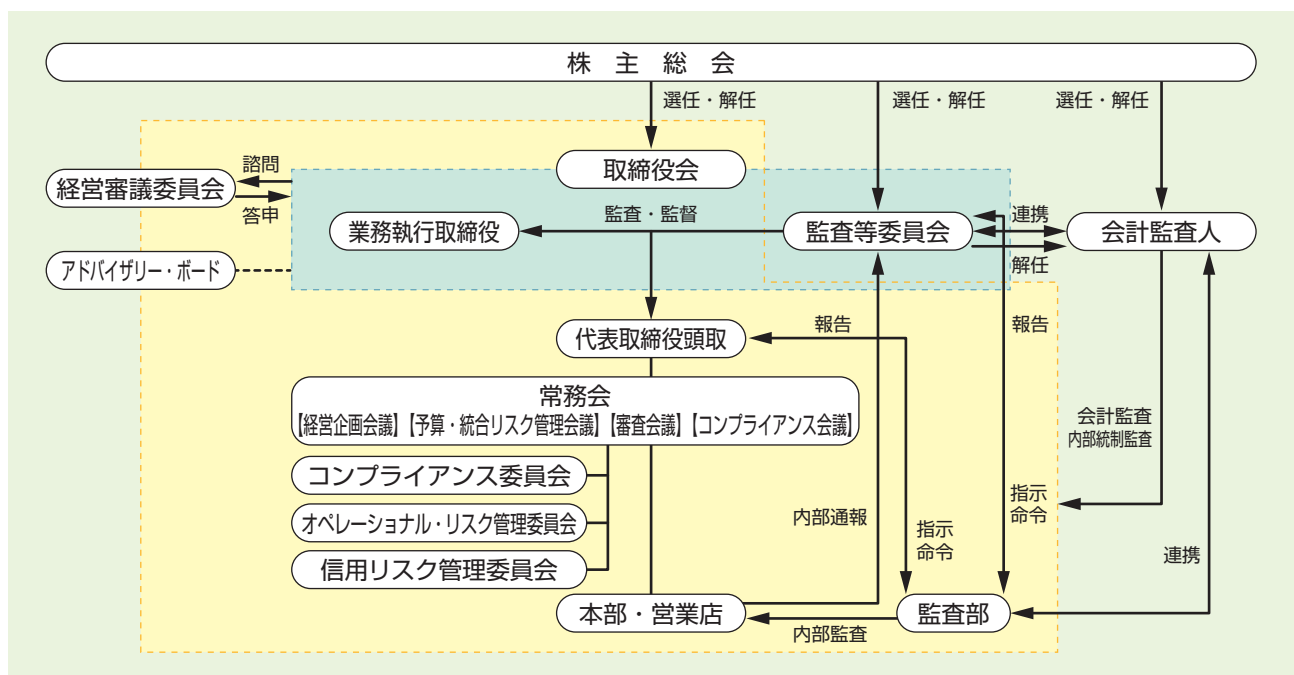 株主総会
選任・解任
選任・解任
選任・解任
取締役会
諮問
経営審議委員会
答申
監査・監督
業務執行取締役
監査等委員会
連携
会計監査人
解任
アドバイザリー・ボード
代表取締役頭取
報告
報告
常務会
【経営企画会議】【予算・統合リスク管理会議】【審査会議】【コンプライアンス会議】
会計監査
内部統制監査
コンプライアンス委員会
オペレーショナル・リスク管理委員会
信用リスク管理委員会
内部通報
指示
命令
指示
命令
連携
本部・営業店
監査部
内部監査